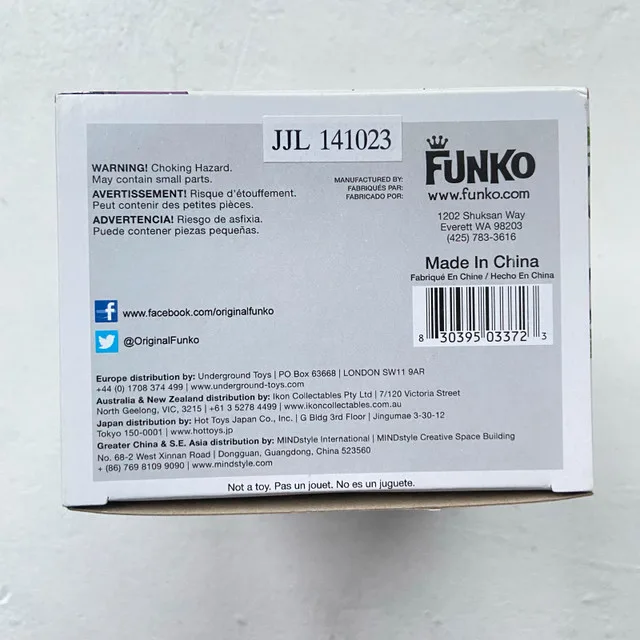 JJL 141023
WARNING! Choking Hazard.
May contain small parts.
AVERTISSEMENT! Risque d'étouffement.
Peut contenir des petites pièces.
ADVERTENCIA! Riesgo de asfixia.
Puede contener piezas pequeñas.
MANUFACTURED BY:
FABRIQUÉS PAR:
FABRICADO POR:
FUNKO
www.funko.com
1202 Shuksan Way
Everett WA 98203
(425) 783-3616
Made In China
Fabriqué En Chine / Hecho En China
8 30395 03372 3
www.facebook.com/originalfunko
@OriginalFunko
Europe distribution by: Underground Toys | PO Box 63668 | LONDON SW11 9AR
+44 (0) 1708 374 499 | www.underground-toys.com
Australia & New Zealand distribution by: Ikon Collectables Pty Ltd | 7/120 Victoria Street
North Geelong, VIC, 3215 | +61 3 5278 4499 | www.ikoncollectables.com.au
Japan distribution by: Hot Toys Japan Co., Inc. | G Bldg 3rd Floor | Jingumae 3-30-12
Tokyo 150-0001 | www.hottoys.jp
Greater China & S.E. Asia distribution by: MINDstyle International | MINDstyle Creative Space Building
No. 68-2 West Xinnan Road | Dongguan, Guangdong, China 523560
+ (86) 769 8109 9090 | www.mindstyle.com
Not a toy. Pas un jouet. No es un juguete.